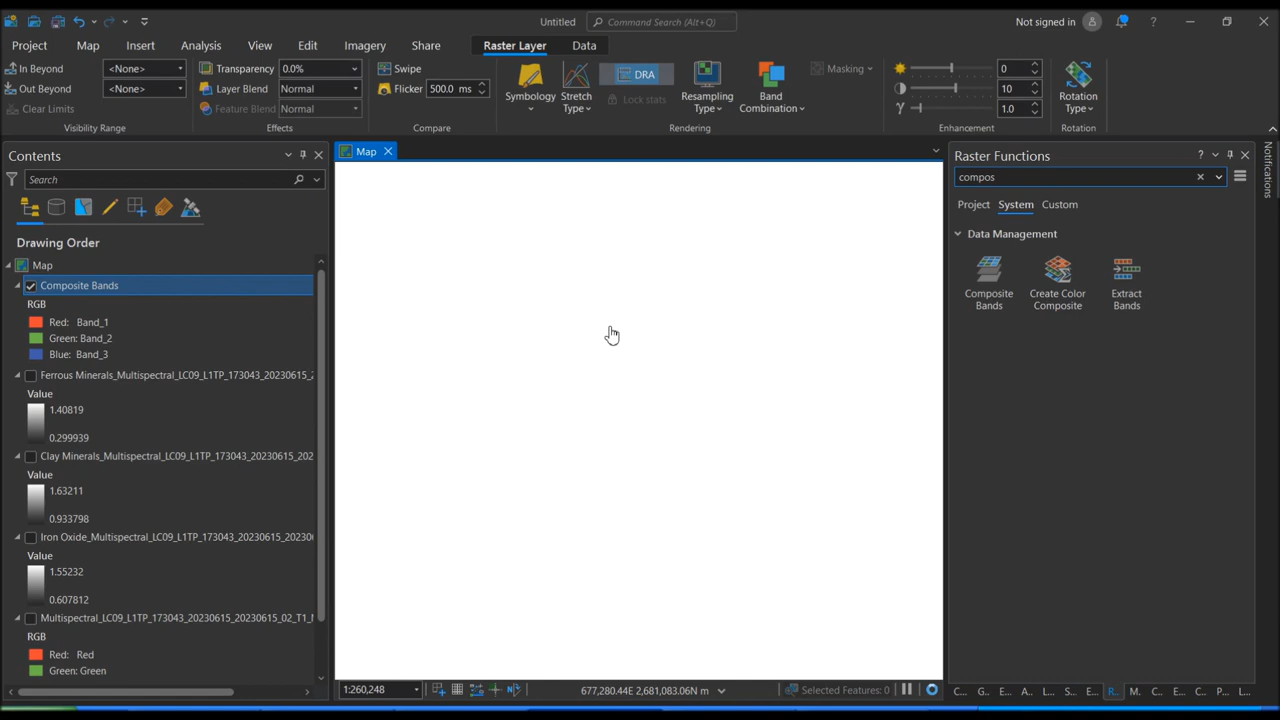 Untitled
Command Search (Alt+Q)
Not signed in
?
Project Map Insert Analysis View Edit Imagery Share Raster Layer Data
In Beyond <None>
Out Beyond <None>
Clear Limits
Visibility Range
Transparency 0.0%
Layer Blend Normal
Feature Blend Normal
Effects
Swipe
Flicker 500.0 ms
Compare
Symbology
Stretch
Type
DRA
Lock stats
Resampling
Type
Band
Combination
Rendering
Masking
0
10
γ 1.0
Enhancement
Rotation
Type
Rotation
Contents
Search
Drawing Order
Map
Composite Bands
RGB
Red: Band_1
Green: Band_2
Blue: Band_3
Ferrous Minerals_Multispectral_LC09_L1TP_173043_20230615_2
Value
1.40819
0.299939
Clay Minerals_Multispectral_LC09_L1TP_173043_20230615_202
Value
1.63211
0.933798
Iron Oxide_Multispectral_LC09_L1TP_173043_20230615_20230
Value
1.55232
0.607812
Multispectral_LC09_L1TP_173043_20230615_20230615_02_T1_M
RGB
Red: Red
Green: Green
Map
1:260,248
677,280.44E 2,681,083.06N m
Selected Features: 0
Raster Functions
?
compos
Project System Custom
Data Management
Composite
Bands
Create Color
Composite
Extract
Bands
C... G... E... A... L... S... E... R... M... C... E... C... P... L...
Notifications